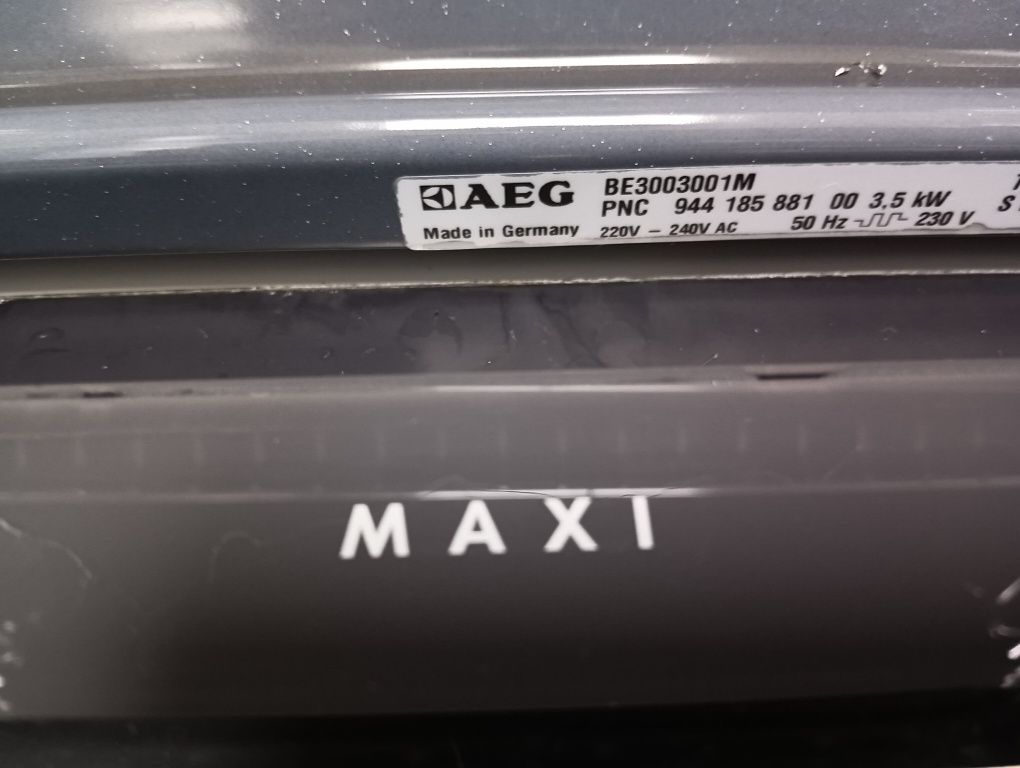 AEG BE3003001M
PNC 944 185 881 00 3,5 kW
Made in Germany 220V – 240V AC 50 Hz 230 V
MAXI